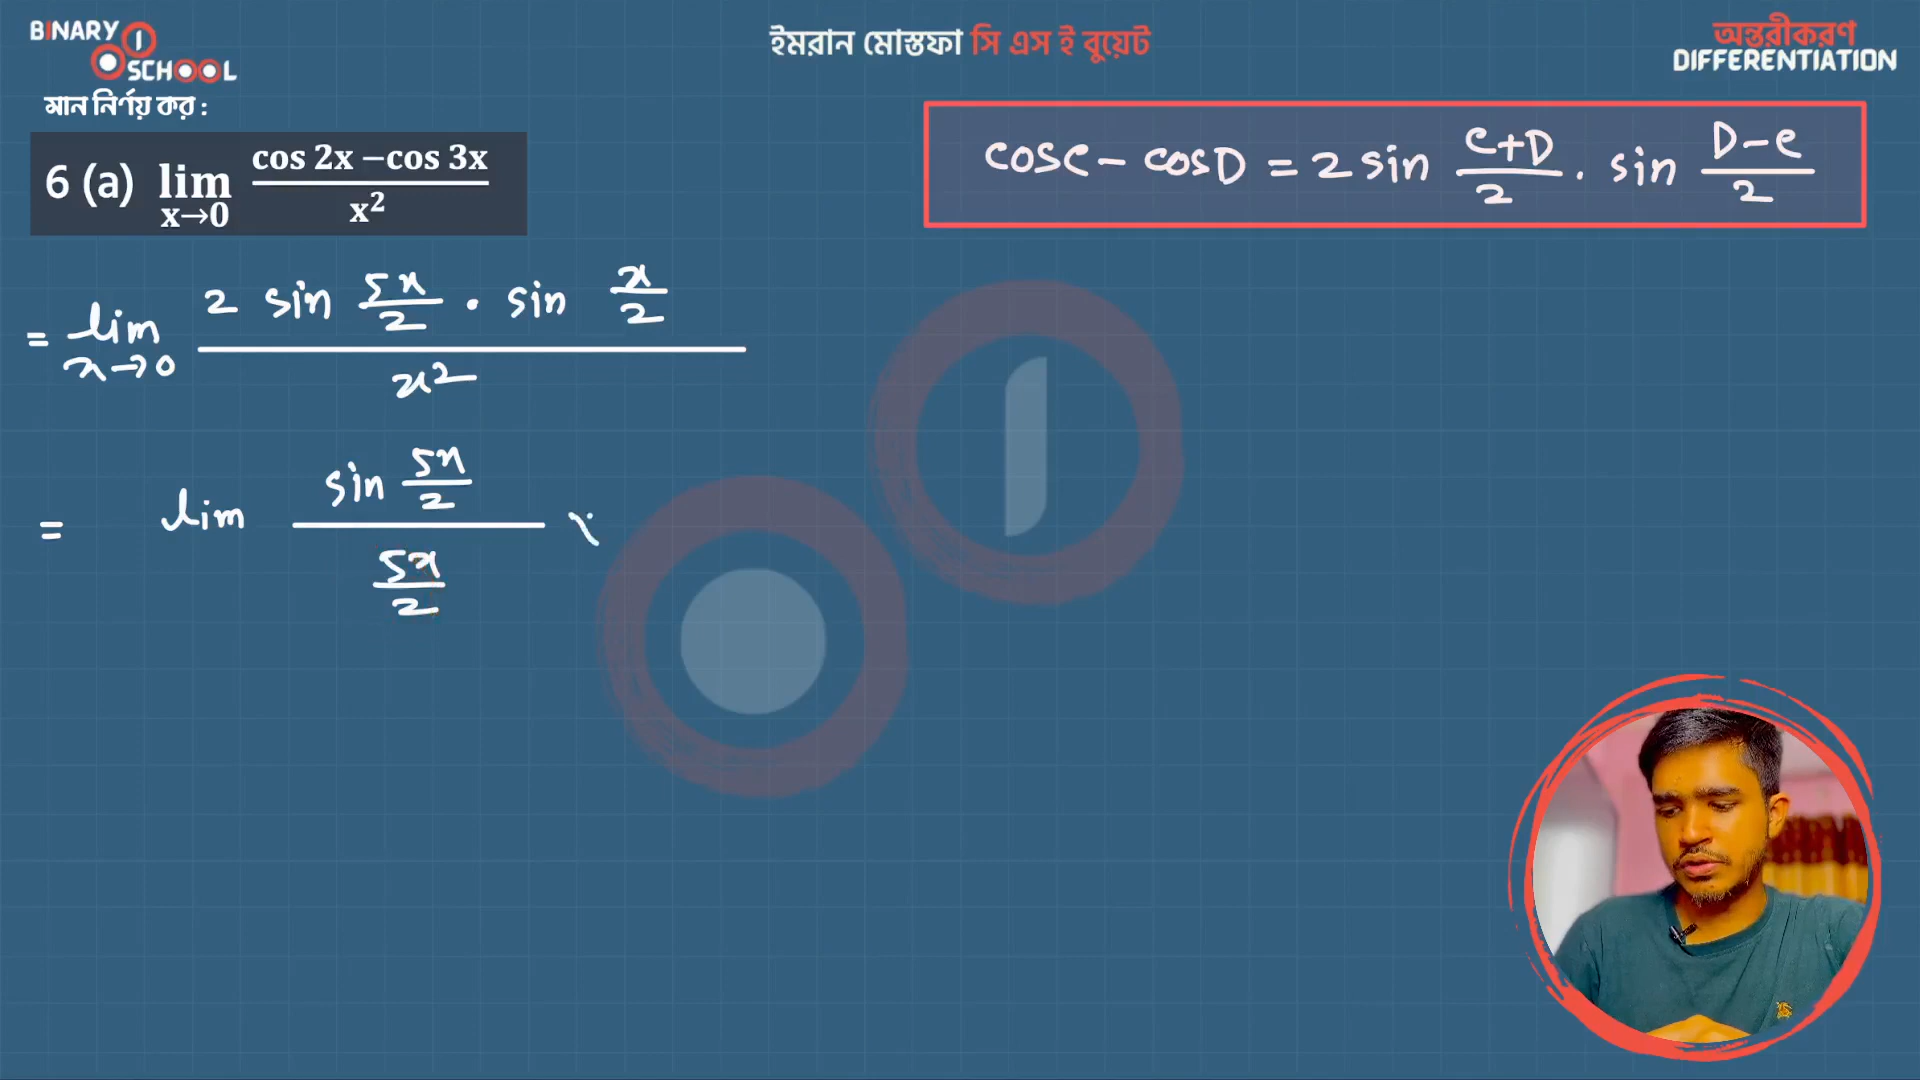 BINARY SCHOOL
ইমরান মোস্তফা সি এস ই বুয়েট
অন্তরীকরণ
DIFFERENTIATION
মান নির্ণয় কর :
6 (a) lim x→0 (cos 2x – cos 3x) / x²
cosC – cosD = 2 sin (C+D)/2 · sin (D–C)/2
= lim x→0 (2 sin 5x/2 · sin x/2) / x²
= lim (sin 5x/2) / (5x/2)